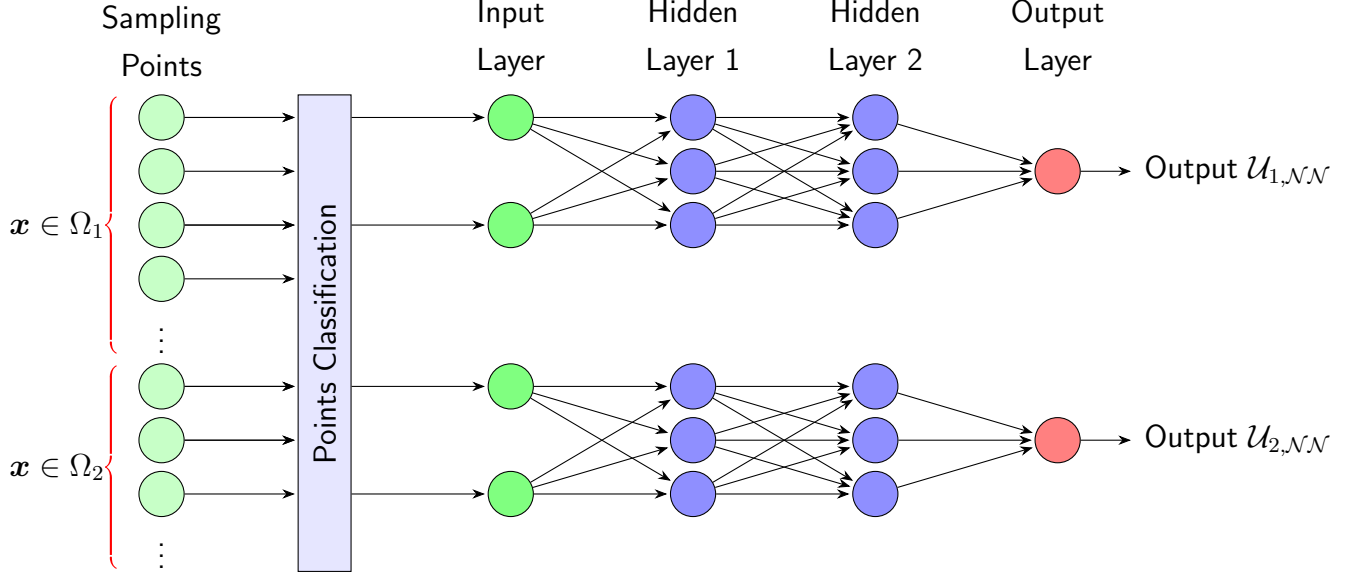 Sampling
Points
Input
Layer
Hidden
Layer 1
Hidden
Layer 2
Output
Layer
𝒙 ∈ Ω₁
⋮
Points Classification
Output 𝒰₁,𝒩𝒩
𝒙 ∈ Ω₂
⋮
Output 𝒰₂,𝒩𝒩